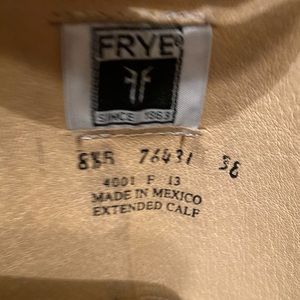 FRYE®
SINCE 1863
8½B 76431 38
4001 F 13
MADE IN MEXICO
EXTENDED CALF